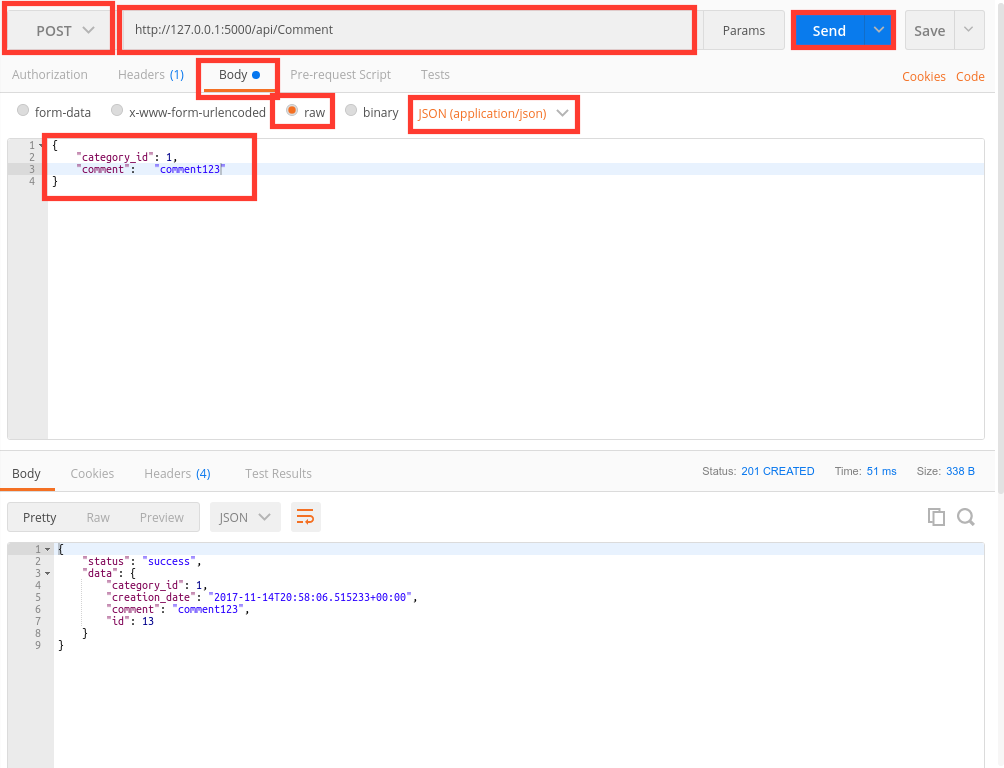 POST http://127.0.0.1:5000/api/Comment Params Send Save
Authorization Headers (1) Body Pre-request Script Tests Cookies Code
form-data x-www-form-urlencoded raw binary JSON (application/json)
1 {
2 "category_id": 1,
3 "comment": "comment123"
4 }
Body Cookies Headers (4) Test Results Status: 201 CREATED Time: 51 ms Size: 338 B
Pretty Raw Preview JSON
1 {
2 "status": "success",
3 "data": {
4 "category_id": 1,
5 "creation_date": "2017-11-14T20:58:06.515233+00:00",
6 "comment": "comment123",
7 "id": 13
8 }
9 }